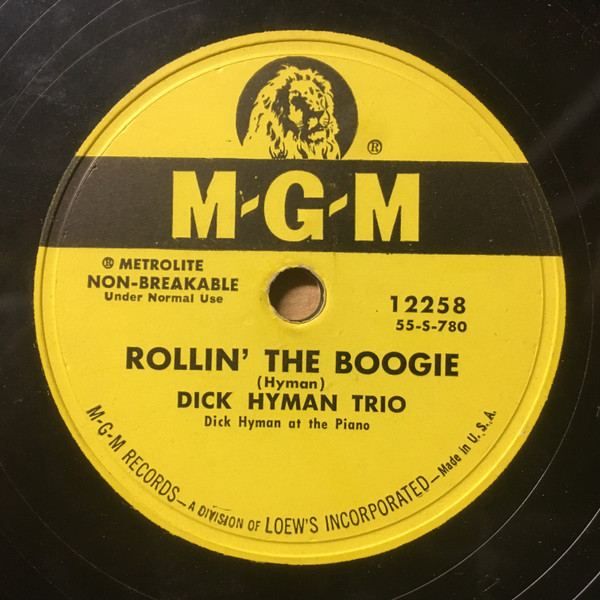 ®
M-G-M
® METROLITE
NON-BREAKABLE
Under Normal Use
12258
55-S-780
ROLLIN' THE BOOGIE
(Hyman)
DICK HYMAN TRIO
Dick Hyman at the Piano
M-G-M RECORDS—A DIVISION OF LOEW'S INCORPORATED—Made in U.S.A.